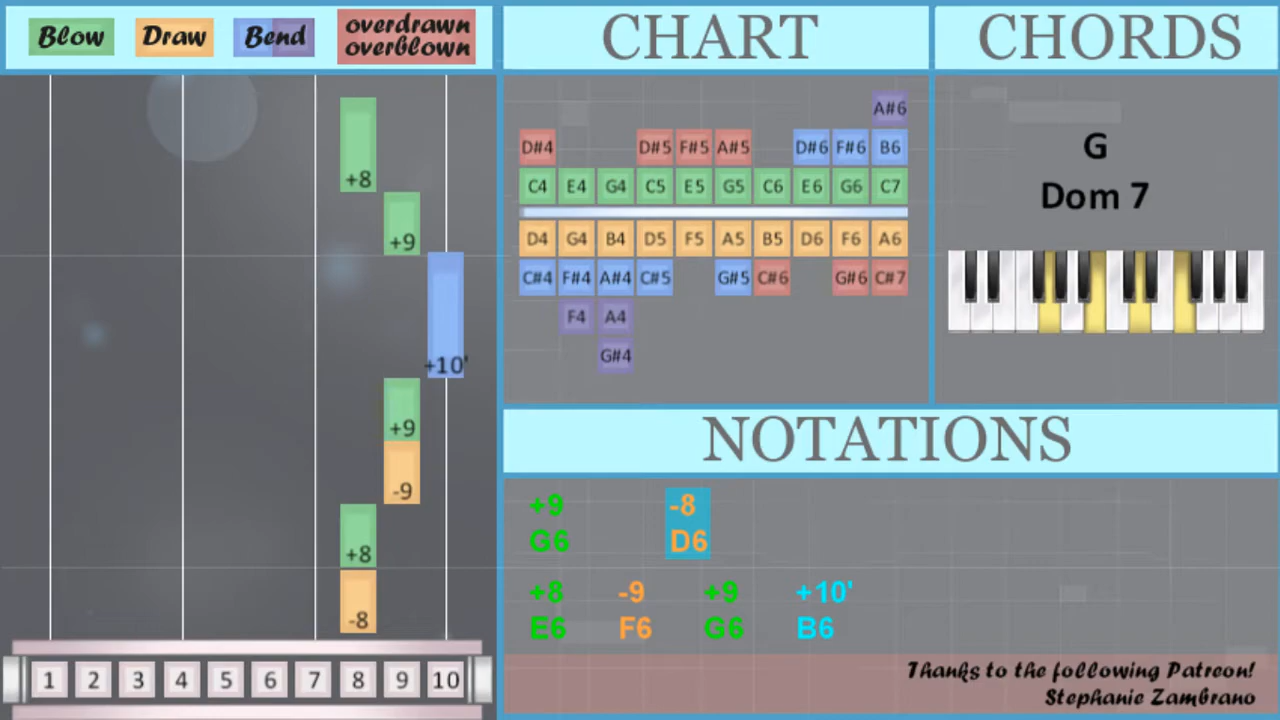 Blow Draw Bend overdrawn
overblown
+8
+9
+10'
+9
-9
+8
-8
1 2 3 4 5 6 7 8 9 10
CHART
A#6
D#4 D#5 F#5 A#5 D#6 F#6 B6
C4 E4 G4 C5 E5 G5 C6 E6 G6 C7
D4 G4 B4 D5 F5 A5 B5 D6 F6 A6
C#4 F#4 A#4 C#5 G#5 C#6 G#6 C#7
F4 A4
G#4
CHORDS
G
Dom 7
NOTATIONS
+9 -8
G6 D6
+8 -9 +9 +10'
E6 F6 G6 B6
Thanks to the following Patreon!
Stephanie Zambrano